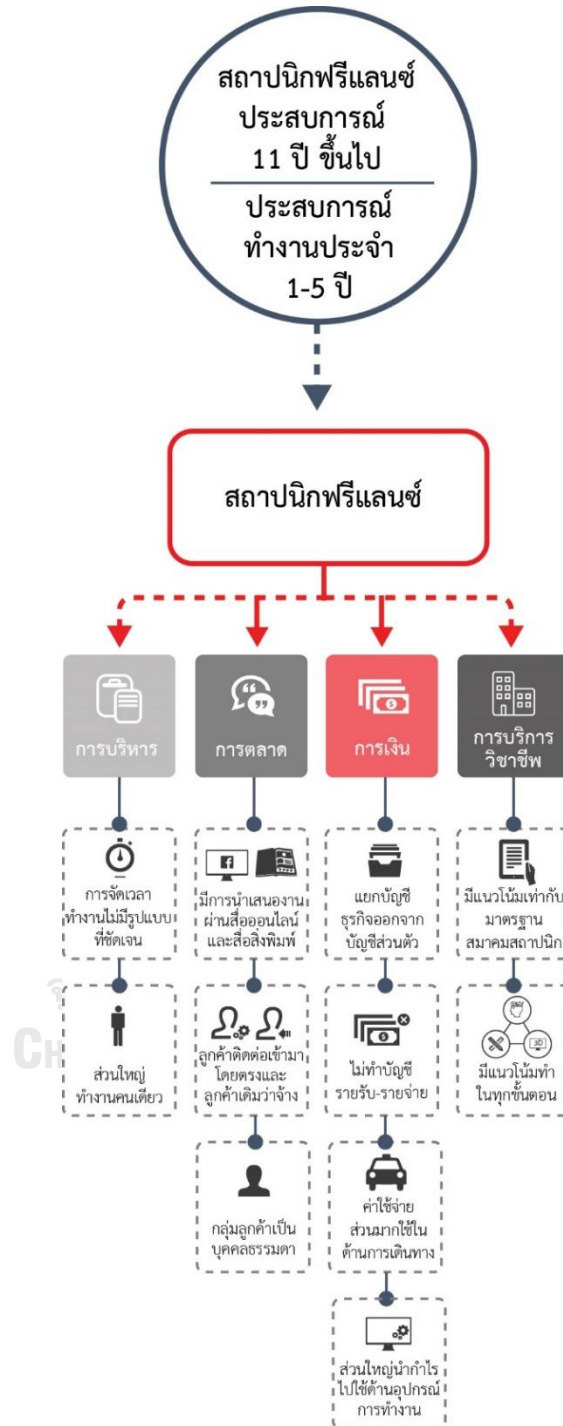 สถาปนิกฟรีแลนซ์
ประสบการณ์
11 ปี ขึ้นไป
ประสบการณ์
ทำงานประจำ
1-5 ปี
สถาปนิกฟรีแลนซ์
การบริหาร
การตลาด
การเงิน
การบริการ
วิชาชีพ
การจัดเวลา
ทำงานไม่มีรูปแบบ
ที่ชัดเจน
มีการนำเสนองาน
ผ่านสื่อออนไลน์
และสื่อสิ่งพิมพ์
แยกบัญชี
ธุรกิจออกจาก
บัญชีส่วนตัว
มีแนวโน้มเท่ากับ
มาตรฐาน
สมาคมสถาปนิก
ส่วนใหญ่
ทำงานคนเดียว
ลูกค้าติดต่อเข้ามา
โดยตรงและ
ลูกค้าเดิมว่าจ้าง
ไม่ทำบัญชี
รายรับ-รายจ่าย
3D
มีแนวโน้มทำ
ในทุกขั้นตอน
กลุ่มลูกค้าเป็น
บุคคลธรรมดา
ค่าใช้จ่าย
ส่วนมากใช้ใน
ด้านการเดินทาง
ส่วนใหญ่นำกำไร
ไปใช้ด้านอุปกรณ์
การทำงาน